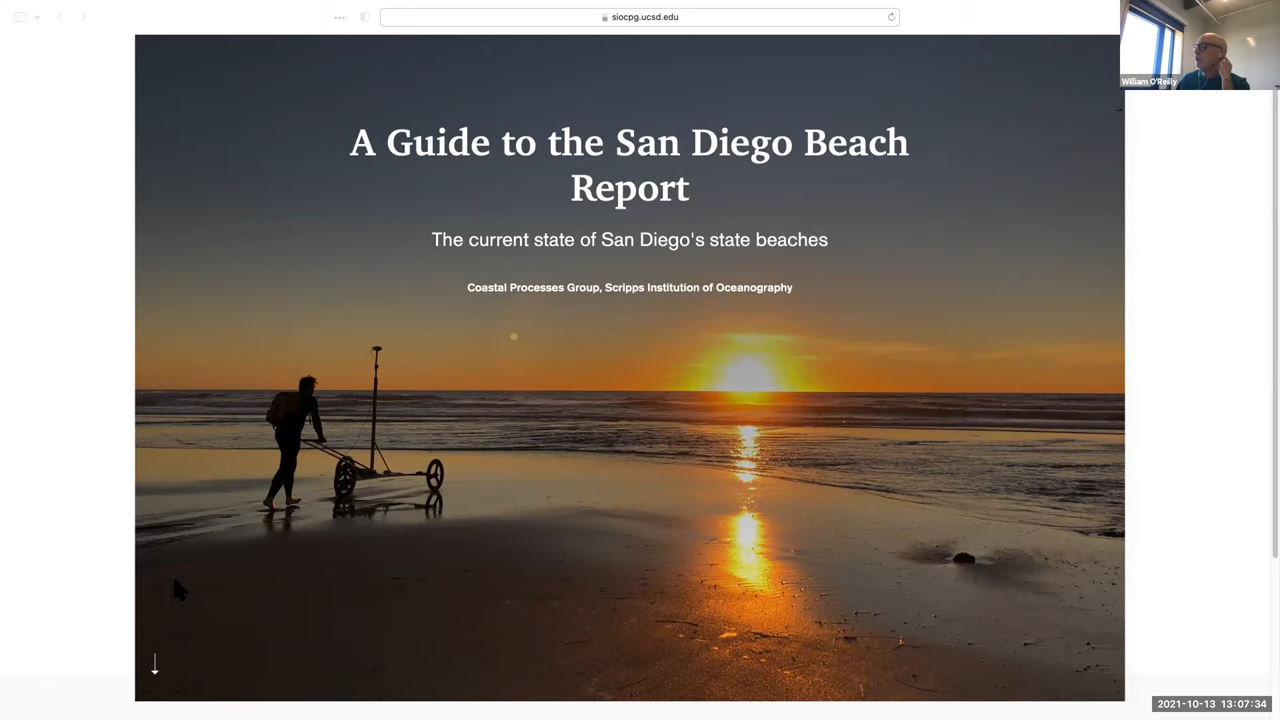 siocpg.ucsd.edu
William O'Reilly
A Guide to the San Diego Beach
Report
The current state of San Diego's state beaches
Coastal Processes Group, Scripps Institution of Oceanography
2021-10-13 13:07:34